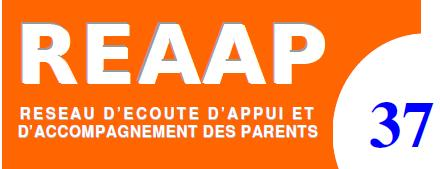 REAAP
RESEAU D'ECOUTE D'APPUI ET
D'ACCOMPAGNEMENT DES PARENTS
37